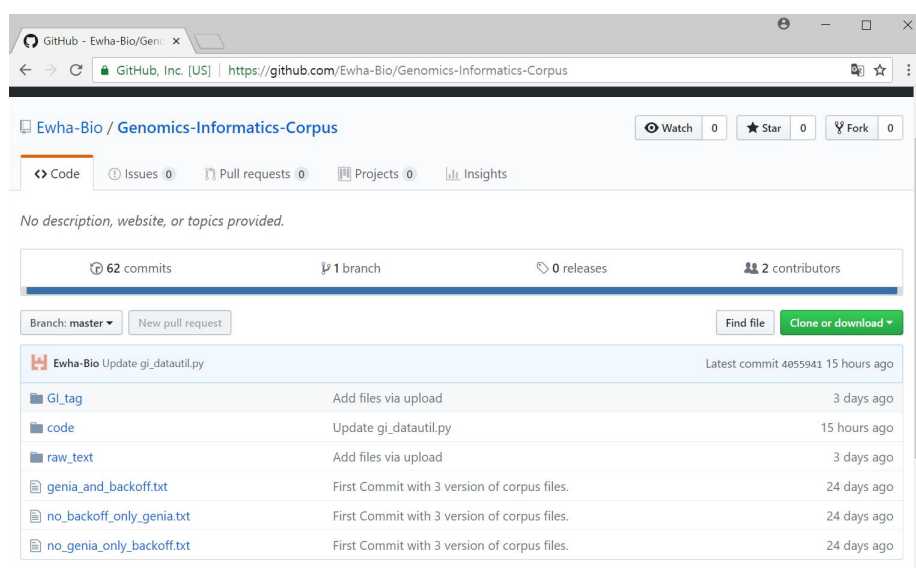 GitHub - Ewha-Bio/Geno
GitHub, Inc. [US] https://github.com/Ewha-Bio/Genomics-Informatics-Corpus
Ewha-Bio / Genomics-Informatics-Corpus Watch 0 Star 0 Fork 0
Code Issues 0 Pull requests 0 Projects 0 Insights
No description, website, or topics provided.
62 commits 1 branch 0 releases 2 contributors
Branch: master New pull request Find file Clone or download
Ewha-Bio Update gi_datautil.py Latest commit 4055941 15 hours ago
GI_tag Add files via upload 3 days ago
code Update gi_datautil.py 15 hours ago
raw_text Add files via upload 3 days ago
genia_and_backoff.txt First Commit with 3 version of corpus files. 24 days ago
no_backoff_only_genia.txt First Commit with 3 version of corpus files. 24 days ago
no_genia_only_backoff.txt First Commit with 3 version of corpus files. 24 days ago